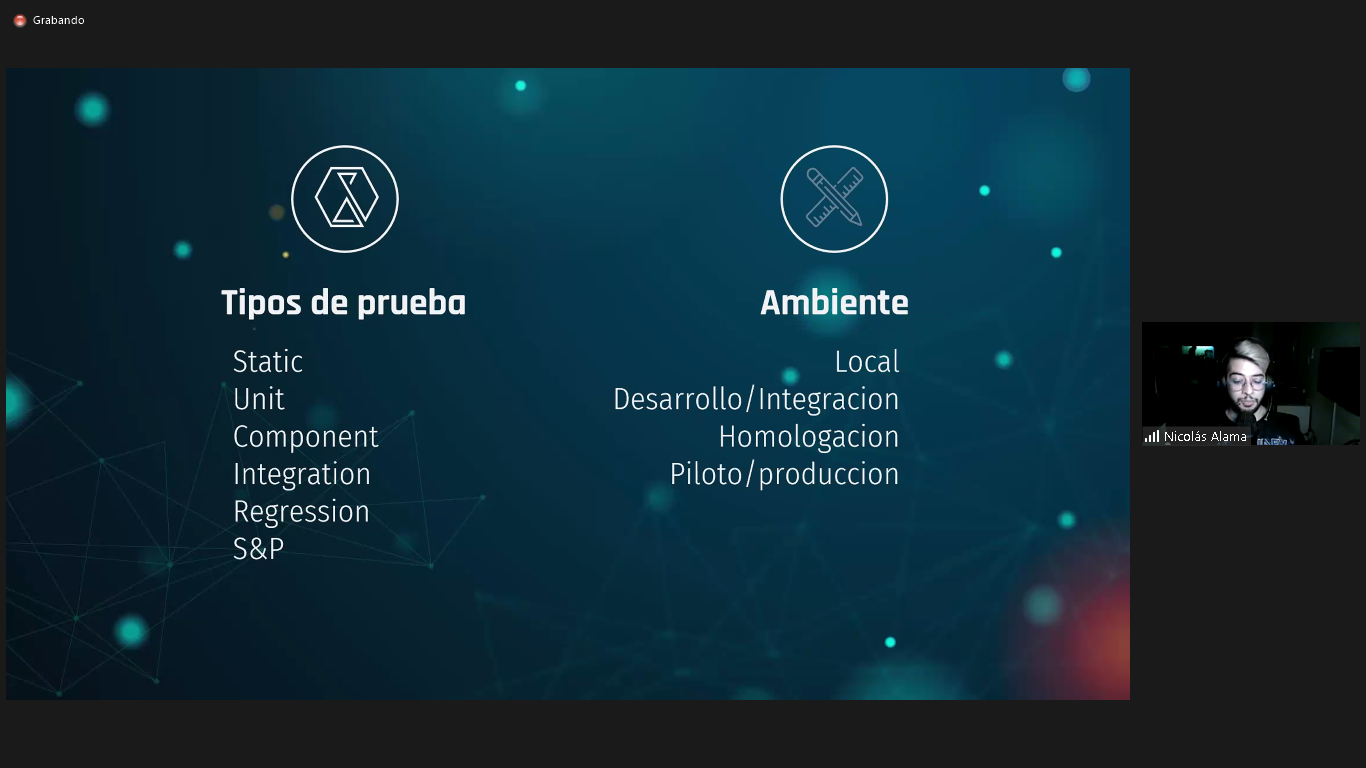 Grabando
Tipos de prueba
Static
Unit
Component
Integration
Regression
S&P
Ambiente
Local
Desarrollo/Integracion
Homologacion
Piloto/produccion
Nicolás Alama